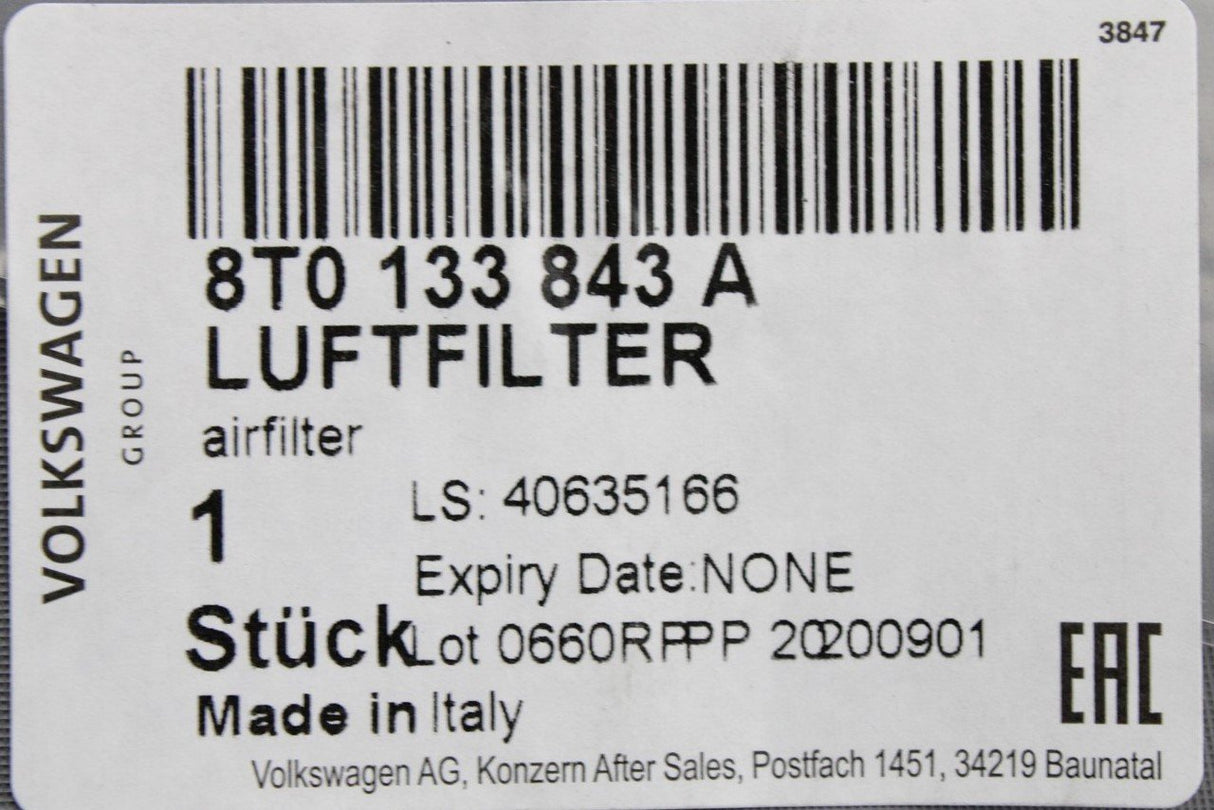 3847
VOLKSWAGEN
GROUP
8T0 133 843 A
LUFTFILTER
airfilter
1
LS: 40635166
Expiry Date:NONE
Stück
Lot 0660RPPPP 20200901
Made in Italy
EAC
Volkswagen AG, Konzern After Sales, Postfach 1451, 34219 Baunatal